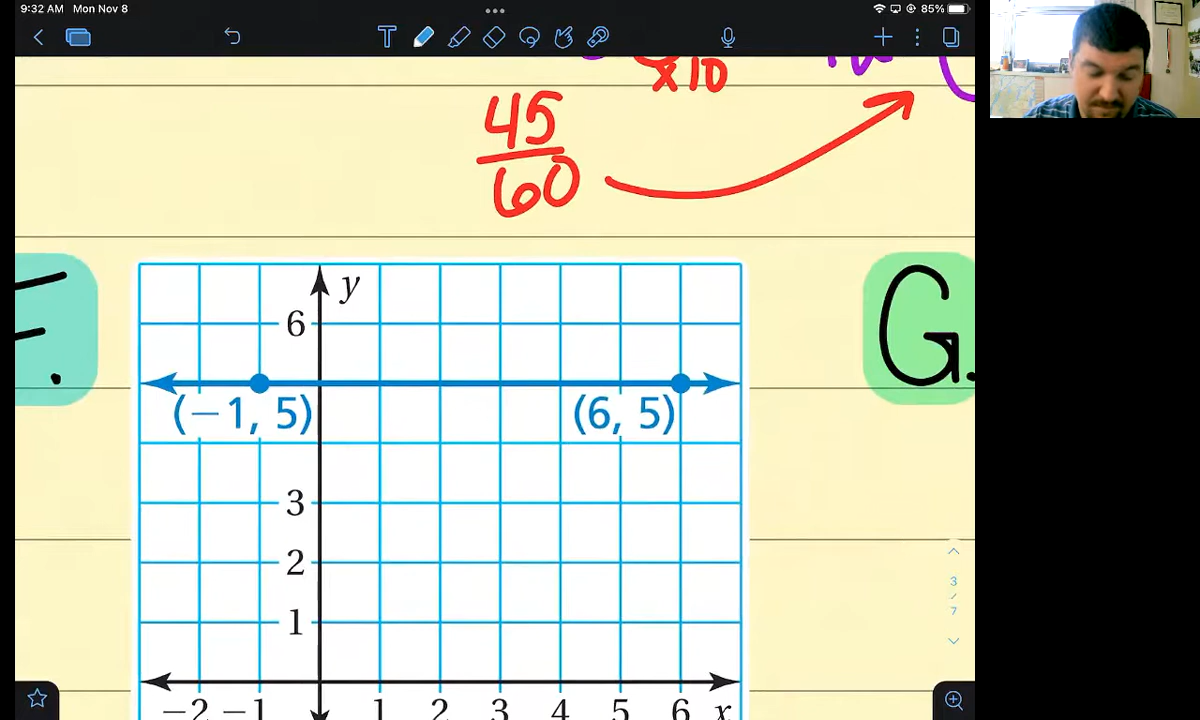 9:32 AM Mon Nov 8
85%
T
x10
45
60
F.
G.
y
6
(−1, 5)
(6, 5)
3
2
1
−2 −1 1 2 3 4 5 6 x
3
/
7